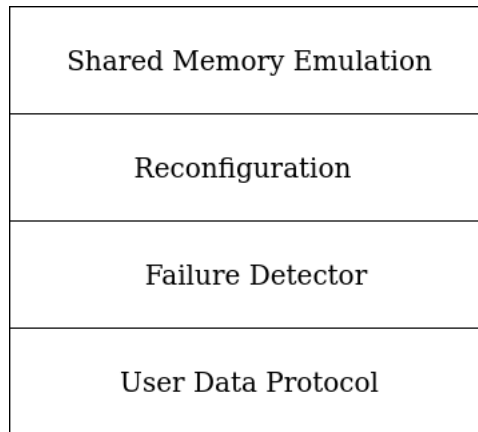 Shared Memory Emulation
Reconfiguration
Failure Detector
User Data Protocol